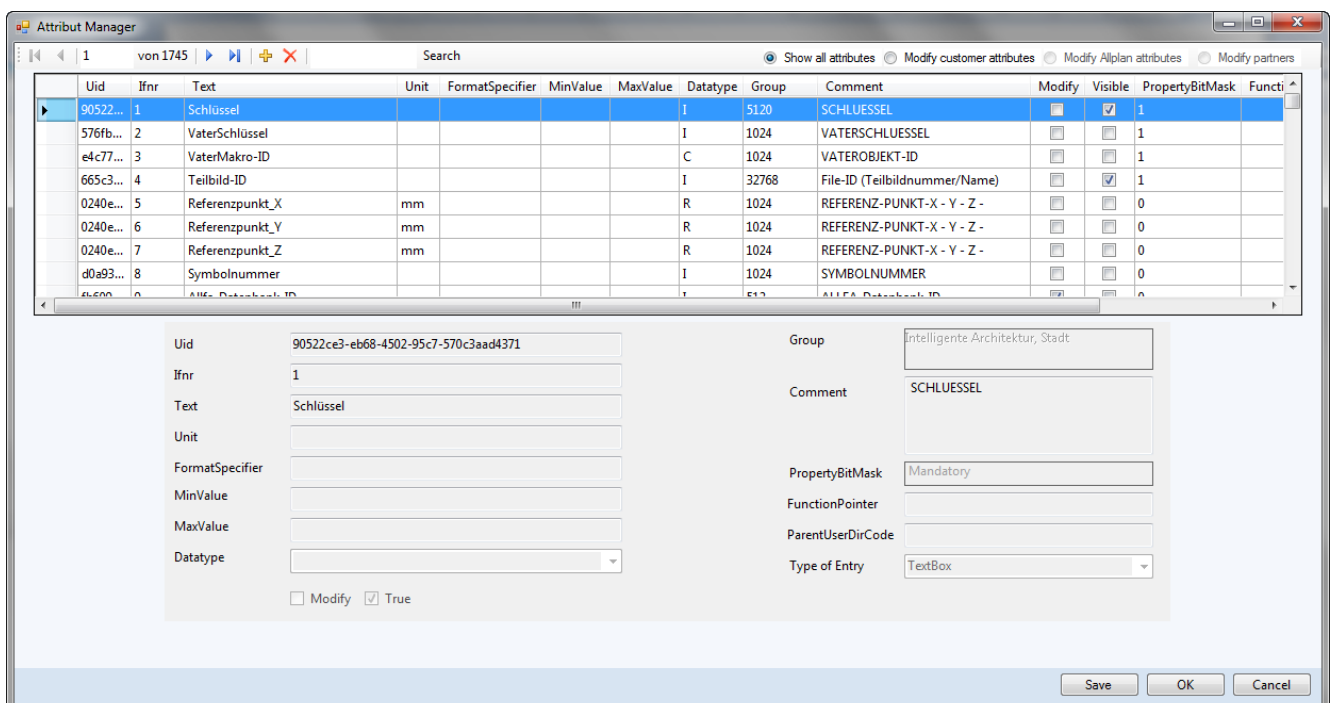 Attribut Manager
1 von 1745 Search Show all attributes Modify customer attributes Modify Allplan attributes Modify partners
Uid Ifnr Text Unit FormatSpecifier MinValue MaxValue Datatype Group Comment Modify Visible PropertyBitMask Functi
90522... 1 Schlüssel I 5120 SCHLUESSEL 1
576fb... 2 VaterSchlüssel I 1024 VATERSCHLUESSEL 1
e4c77... 3 VaterMakro-ID C 1024 VATEROBJEKT-ID 1
665c3... 4 Teilbild-ID I 32768 File-ID (Teilbildnummer/Name) 1
0240e... 5 Referenzpunkt_X mm R 1024 REFERENZ-PUNKT-X - Y - Z - 0
0240e... 6 Referenzpunkt_Y mm R 1024 REFERENZ-PUNKT-X - Y - Z - 0
0240e... 7 Referenzpunkt_Z mm R 1024 REFERENZ-PUNKT-X - Y - Z - 0
d0a93... 8 Symbolnummer I 1024 SYMBOLNUMMER 0
Uid 90522ce3-eb68-4502-95c7-570c3aad4371
Ifnr 1
Text Schlüssel
Unit
FormatSpecifier
MinValue
MaxValue
Datatype
Modify True
Group Intelligente Architektur, Stadt
Comment SCHLUESSEL
PropertyBitMask Mandatory
FunctionPointer
ParentUserDirCode
Type of Entry TextBox
Save OK Cancel